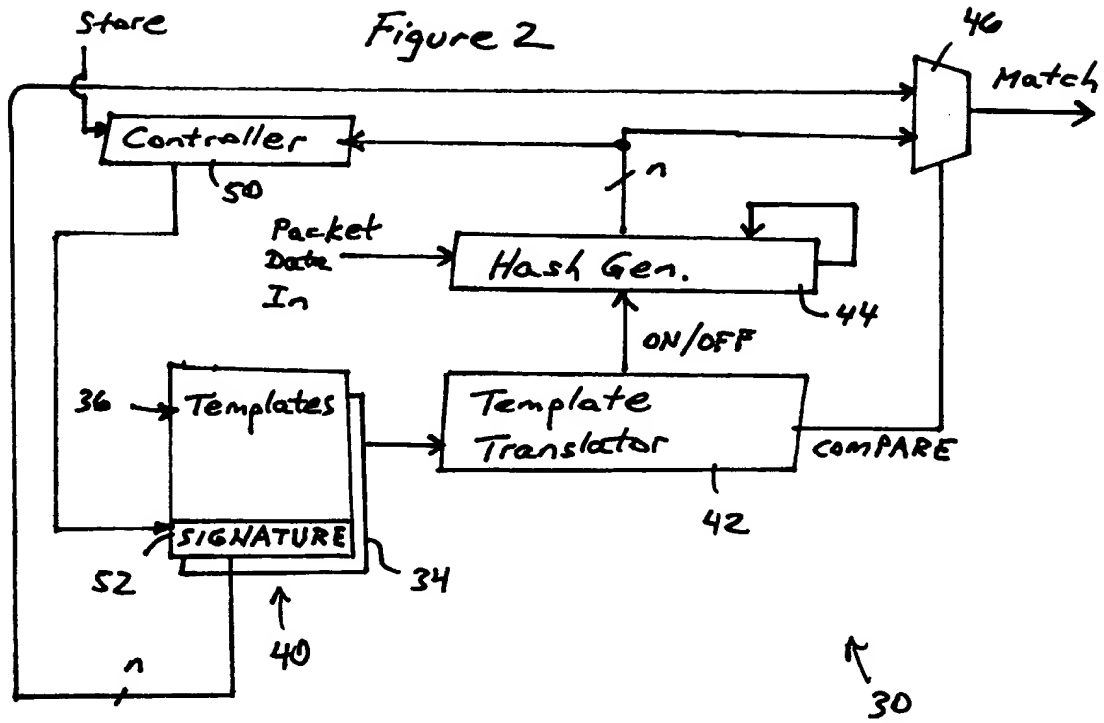 Store
Figure 2
46
Match
Controller
50
n
Packet
Data
In
Hash Gen.
44
ON/OFF
36
Templates
Template
Translator
COMPARE
42
SIGNATURE
52
34
40
n
30